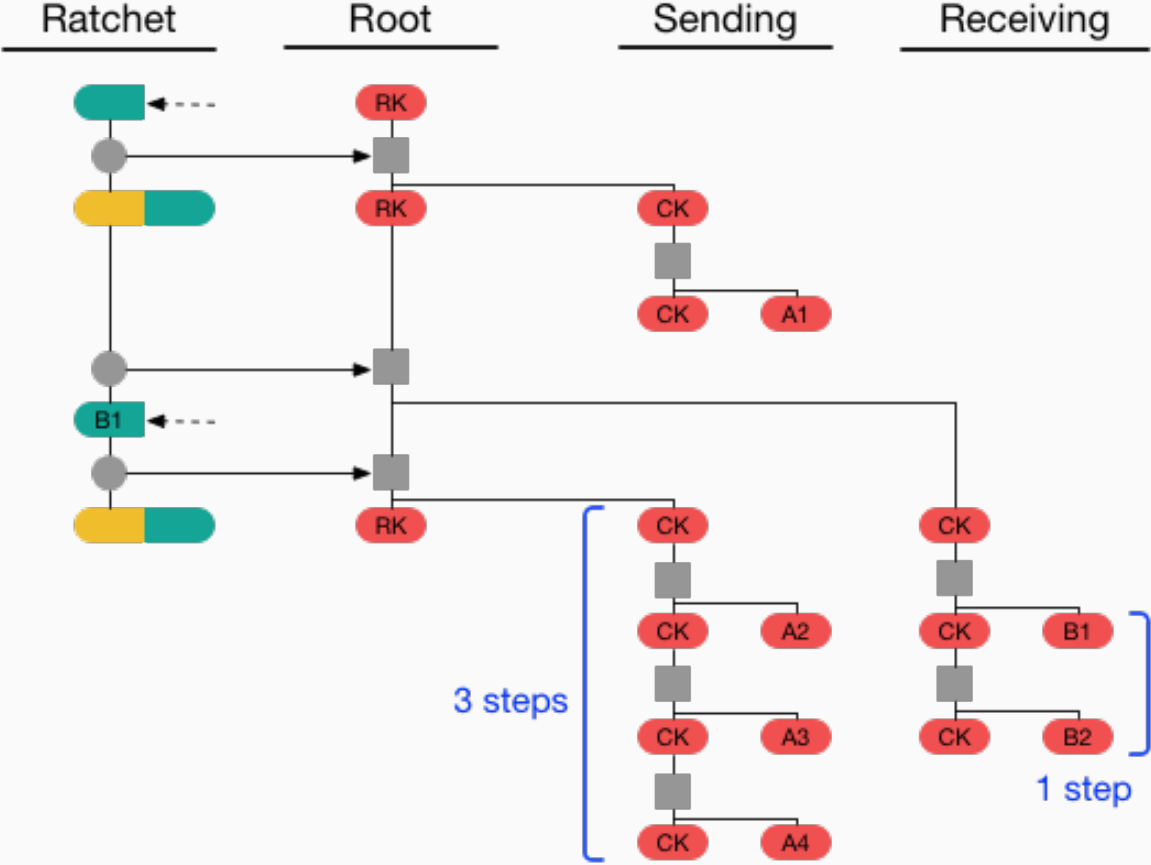 Ratchet Root Sending Receiving
RK
RK CK
CK A1
B1
RK CK CK
CK A2 CK B1
3 steps
CK A3 CK B2
1 step
CK A4